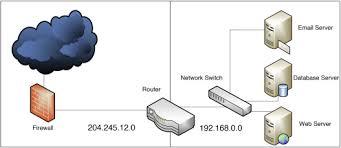 Email Server
Router
Network Switch
Database Server
Firewall
204.245.12.0
192.168.0.0
Web Server